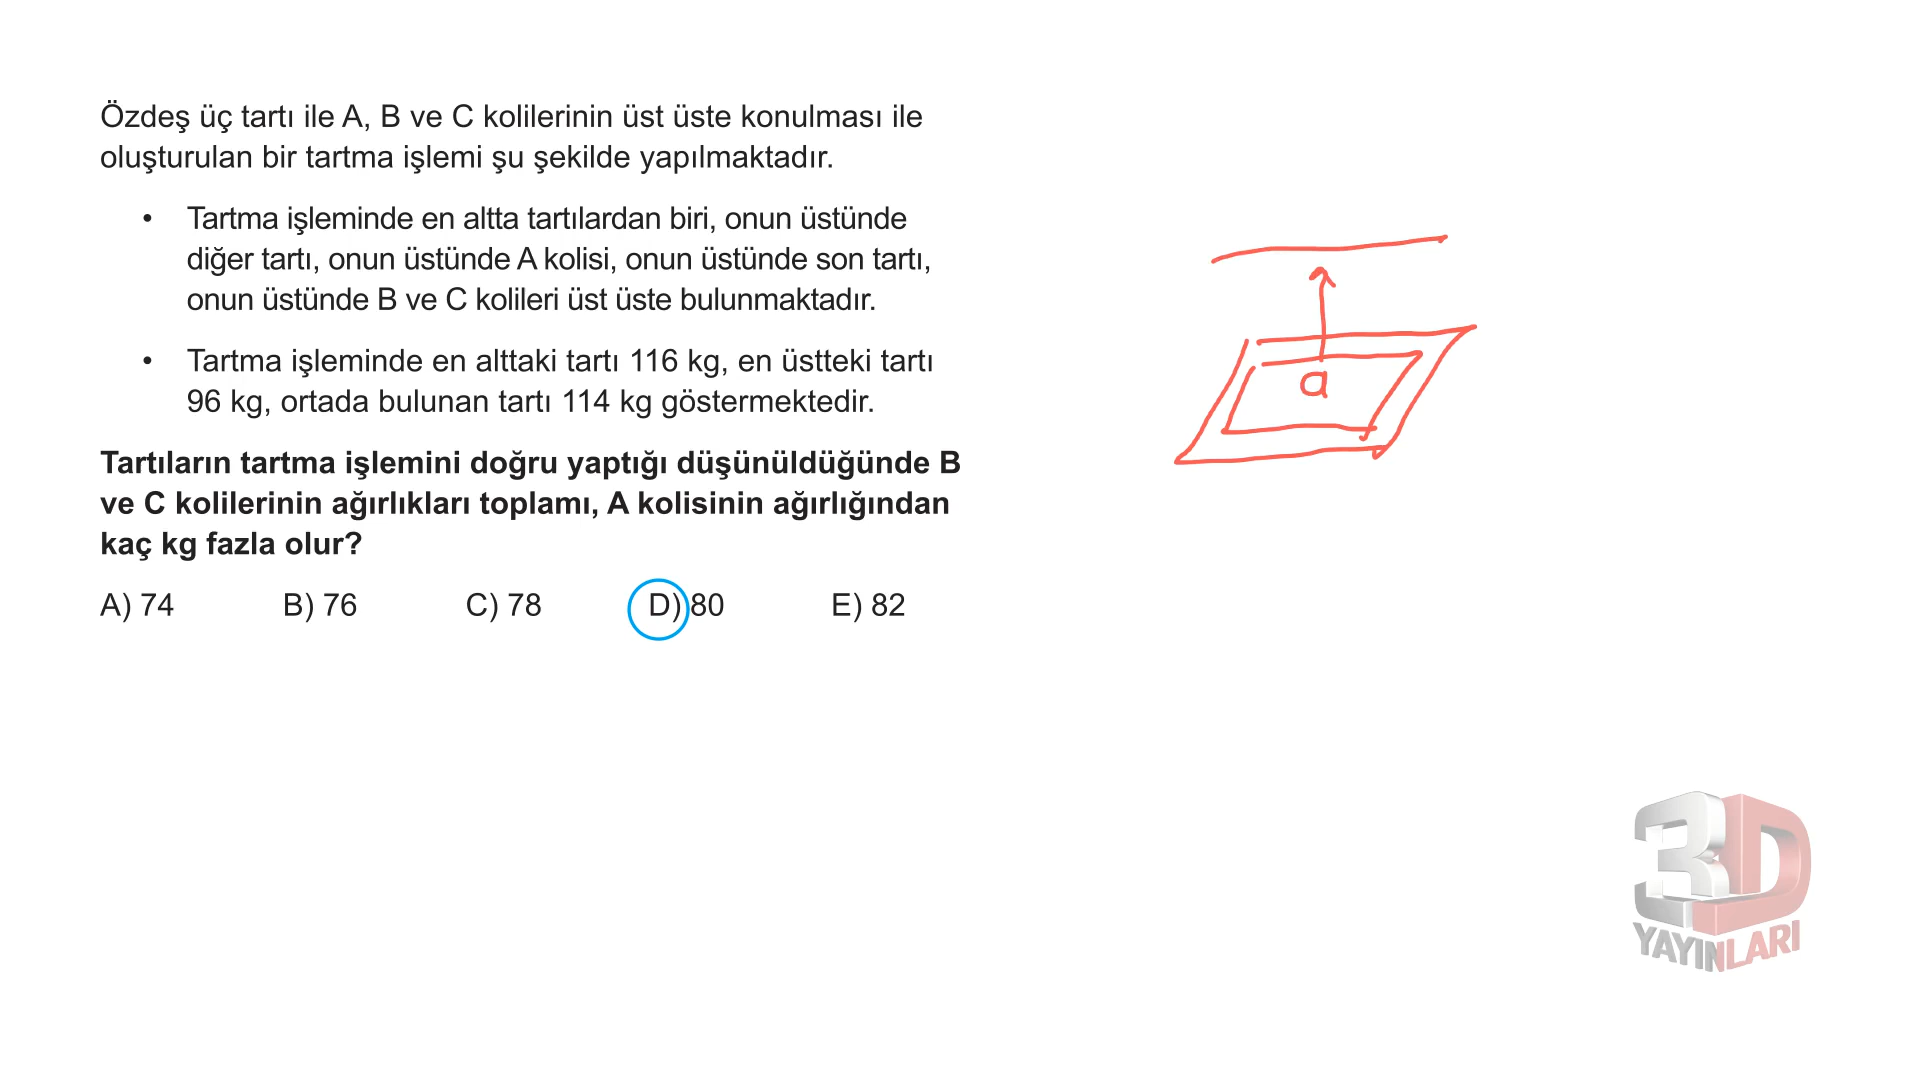 Özdeş üç tartı ile A, B ve C kolilerinin üst üste konulması ile
oluşturulan bir tartma işlemi şu şekilde yapılmaktadır.
• Tartma işleminde en altta tartılardan biri, onun üstünde
diğer tartı, onun üstünde A kolisi, onun üstünde son tartı,
onun üstünde B ve C kolileri üst üste bulunmaktadır.
• Tartma işleminde en alttaki tartı 116 kg, en üstteki tartı
96 kg, ortada bulunan tartı 114 kg göstermektedir.
Tartıların tartma işlemini doğru yaptığı düşünüldüğünde B
ve C kolilerinin ağırlıkları toplamı, A kolisinin ağırlığından
kaç kg fazla olur?
A) 74 B) 76 C) 78 D) 80 E) 82
a
3D
YAYINLARI